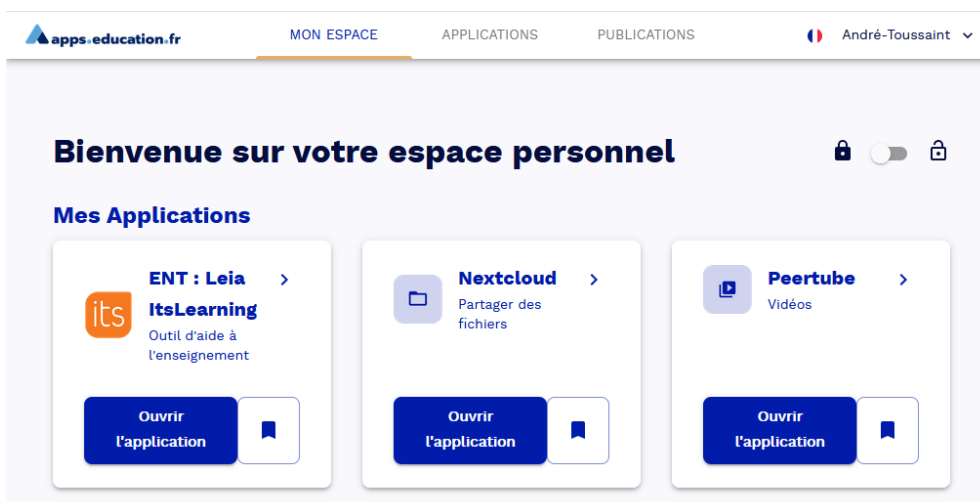 apps.education.fr
MON ESPACE
APPLICATIONS
PUBLICATIONS
André-Toussaint
Bienvenue sur votre espace personnel
Mes Applications
its
ENT : Leia
ItsLearning
Outil d'aide à
l'enseignement
Ouvrir
l'application
Nextcloud
Partager des
fichiers
Ouvrir
l'application
Peertube
Vidéos
Ouvrir
l'application